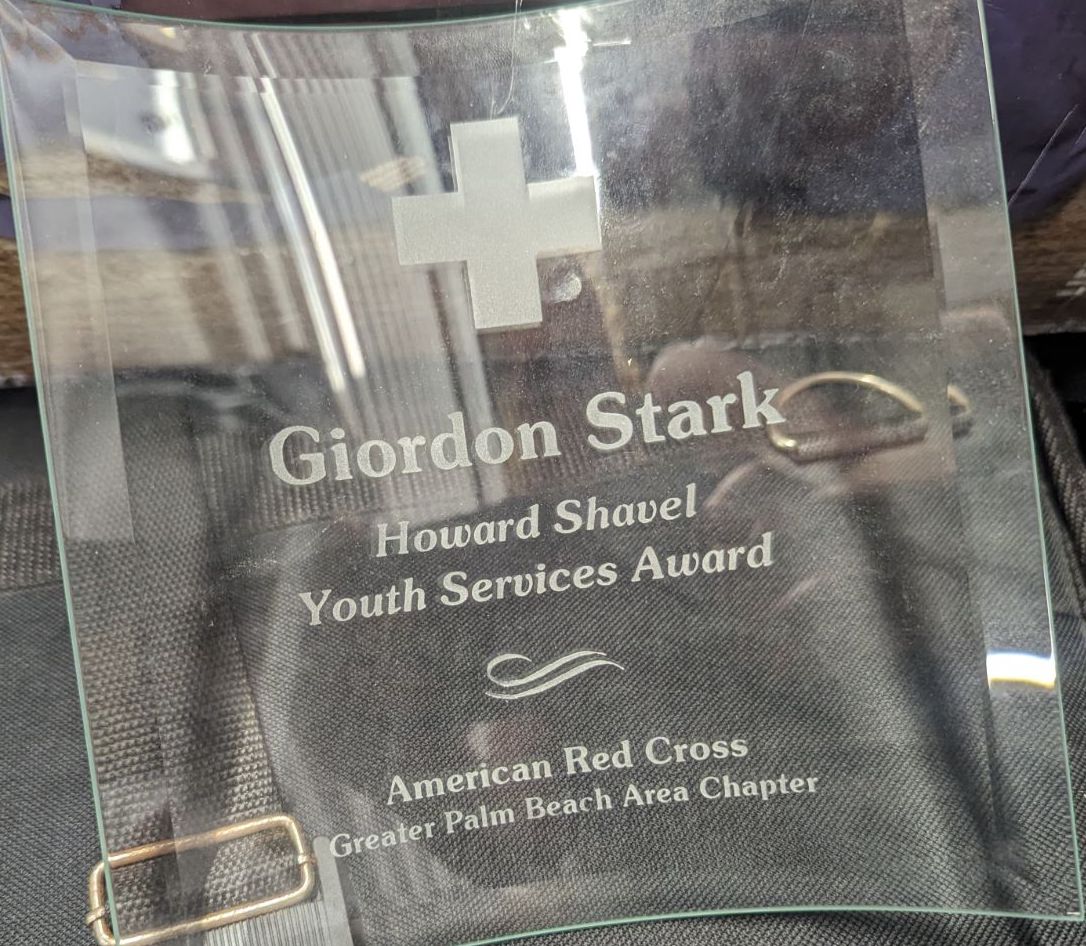 Giordon Stark
Howard Shavel
Youth Services Award
American Red Cross
Greater Palm Beach Area Chapter